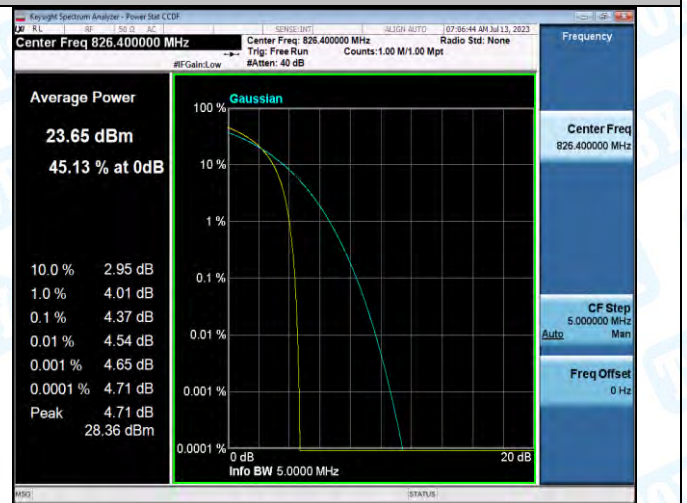 Keysight Spectrum Analyzer - Power Stat CCDF
RL RF 50 Ω AC SENSE:INT ALIGN AUTO 07:06:44 AM Jul 13, 2023
Center Freq 826.400000 MHz
Center Freq: 826.400000 MHz Radio Std: None
Trig: Free Run Counts:1.00 M/1.00 Mpt
#IFGain:Low #Atten: 40 dB
Frequency
Average Power
23.65 dBm
45.13 % at 0dB
10.0 % 2.95 dB
1.0 % 4.01 dB
0.1 % 4.37 dB
0.01 % 4.54 dB
0.001 % 4.65 dB
0.0001 % 4.71 dB
Peak 4.71 dB
28.36 dBm
Gaussian
100 %
10 %
1 %
0.1 %
0.01 %
0.001 %
0.0001 %
0 dB 20 dB
Info BW 5.0000 MHz
Center Freq
826.400000 MHz
CF Step
5.000000 MHz
Auto Man
Freq Offset
0 Hz
MSG STATUS